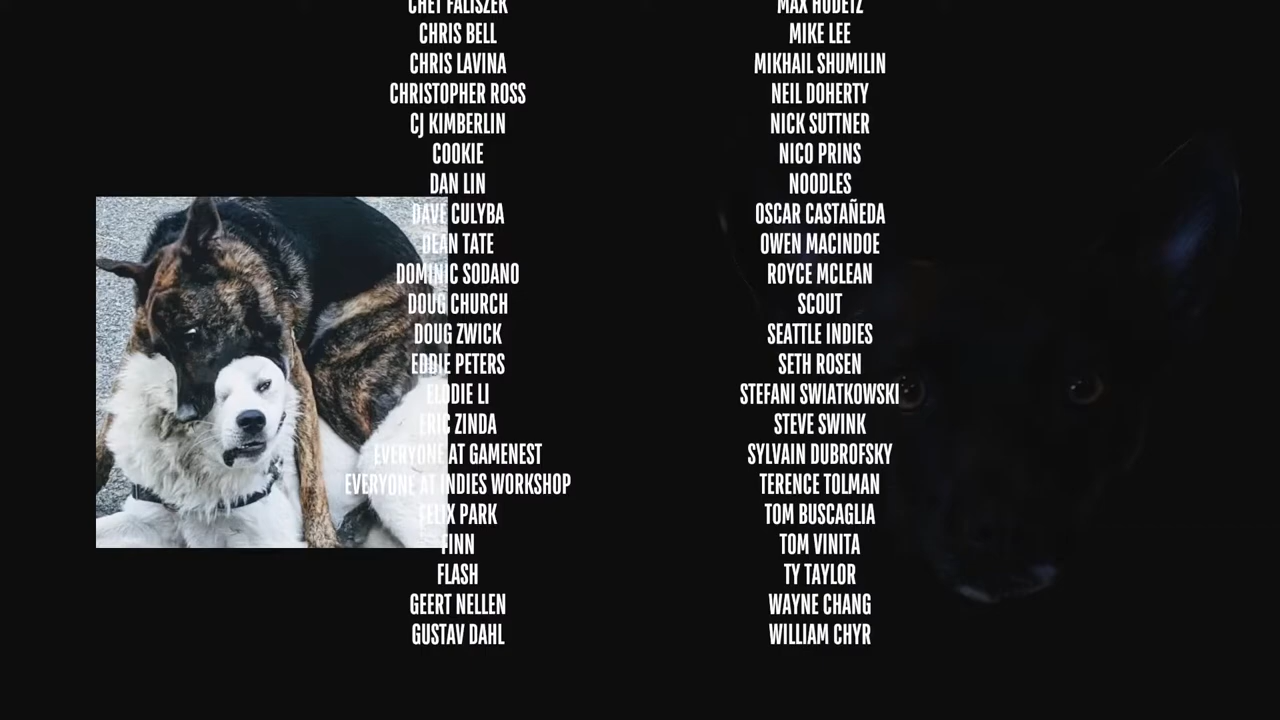 CHET FALISZEK
CHRIS BELL
CHRIS LAVINA
CHRISTOPHER ROSS
CJ KIMBERLIN
COOKIE
DAN LIN
DAVE CULYBA
DEAN TATE
DOMINIC SODANO
DOUG CHURCH
DOUG ZWICK
EDDIE PETERS
ELODIE LI
ERIC ZINDA
EVERYONE AT GAMENEST
EVERYONE AT INDIES WORKSHOP
FELIX PARK
FINN
FLASH
GEERT NELLEN
GUSTAV DAHL
MAX HODETZ
MIKE LEE
MIKHAIL SHUMILIN
NEIL DOHERTY
NICK SUTTNER
NICO PRINS
NOODLES
OSCAR CASTAÑEDA
OWEN MACINDOE
ROYCE MCLEAN
SCOUT
SEATTLE INDIES
SETH ROSEN
STEFANI SWIATKOWSKI
STEVE SWINK
SYLVAIN DUBROFSKY
TERENCE TOLMAN
TOM BUSCAGLIA
TOM VINITA
TY TAYLOR
WAYNE CHANG
WILLIAM CHYR